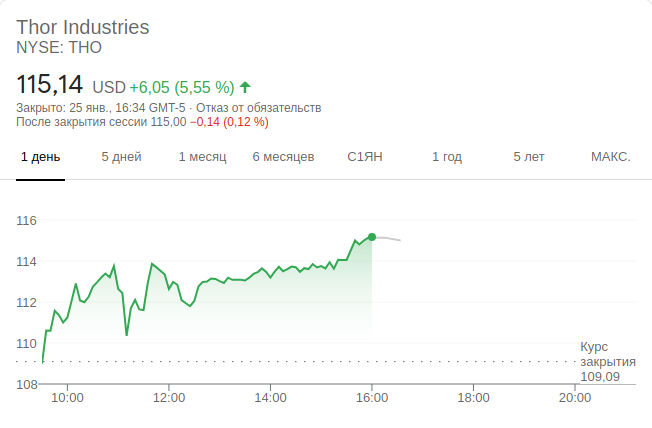 Thor Industries
NYSE: THO
115,14 USD +6,05 (5,55 %)
Закрыто: 25 янв., 16:34 GMT-5 · Отказ от обязательств
После закрытия сессии 115,00 −0,14 (0,12 %)
1 день 5 дней 1 месяц 6 месяцев С1ЯН 1 год 5 лет МАКС.
116
114
112
110
Курс
закрытия
109,09
108
10:00 12:00 14:00 16:00 18:00 20:00